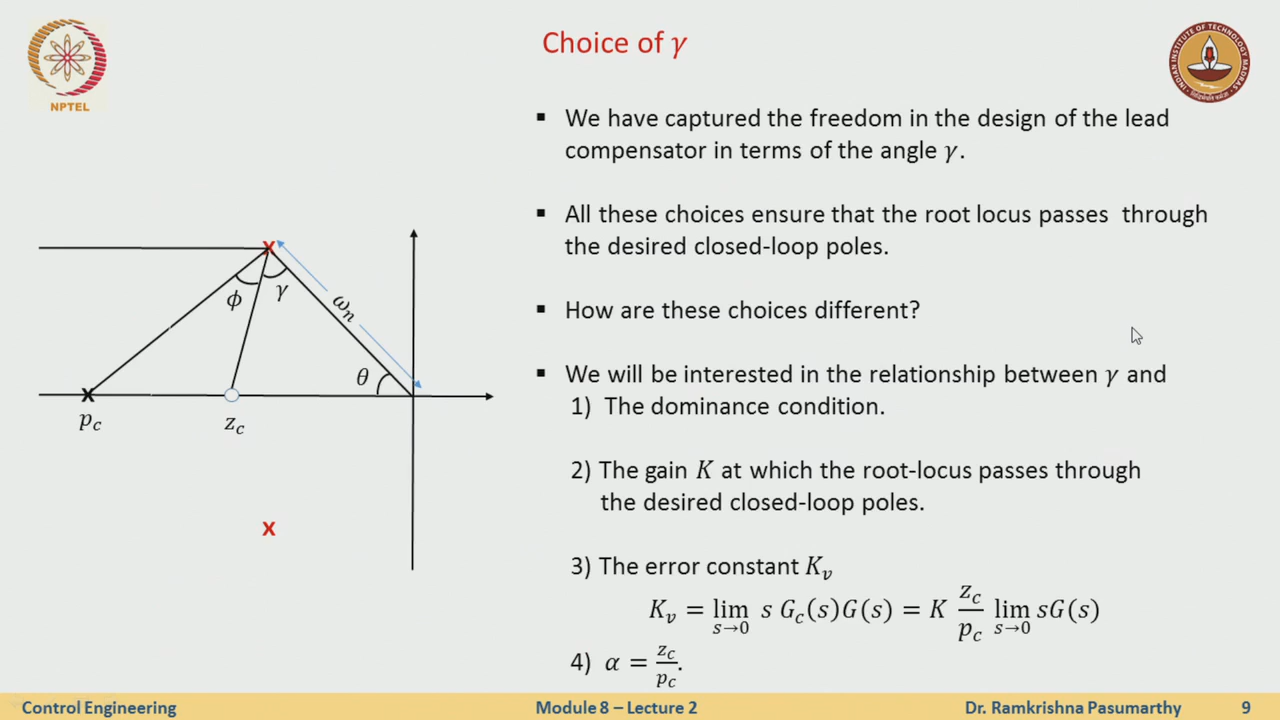 Choice of γ
NPTEL
INDIAN INSTITUTE OF TECHNOLOGY MADRAS
▪ We have captured the freedom in the design of the lead
compensator in terms of the angle γ.
▪ All these choices ensure that the root locus passes through
the desired closed-loop poles.
▪ How are these choices different?
▪ We will be interested in the relationship between γ and
1) The dominance condition.
2) The gain K at which the root-locus passes through
the desired closed-loop poles.
3) The error constant K_v
K_v = lim_{s→0} s G_c(s)G(s) = K z_c/p_c lim_{s→0} sG(s)
4) α = z_c/p_c.
x
ϕ
γ
ω_n
θ
x
p_c
z_c
x
Control Engineering
Module 8 – Lecture 2
Dr. Ramkrishna Pasumarthy
9